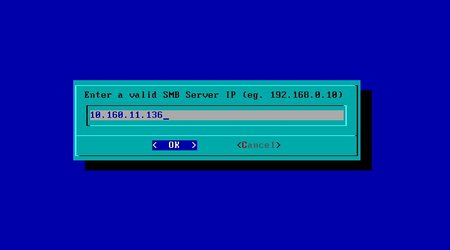 Enter a valid SMB Server IP (eg. 192.168.0.10)
10.160.11.136_
< OK > <Cancel>